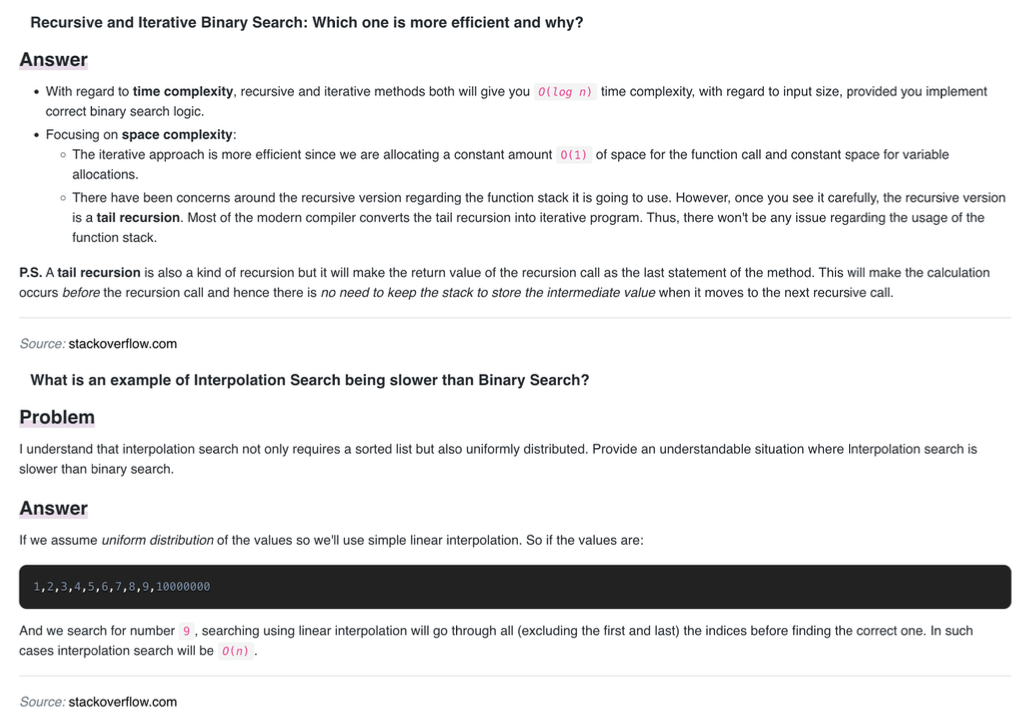 Recursive and Iterative Binary Search: Which one is more efficient and why?
Answer
• With regard to time complexity, recursive and iterative methods both will give you O(log n) time complexity, with regard to input size, provided you implement
correct binary search logic.
• Focusing on space complexity:
◦ The iterative approach is more efficient since we are allocating a constant amount O(1) of space for the function call and constant space for variable
allocations.
◦ There have been concerns around the recursive version regarding the function stack it is going to use. However, once you see it carefully, the recursive version
is a tail recursion. Most of the modern compiler converts the tail recursion into iterative program. Thus, there won't be any issue regarding the usage of the
function stack.
P.S. A tail recursion is also a kind of recursion but it will make the return value of the recursion call as the last statement of the method. This will make the calculation
occurs before the recursion call and hence there is no need to keep the stack to store the intermediate value when it moves to the next recursive call.
Source: stackoverflow.com
What is an example of Interpolation Search being slower than Binary Search?
Problem
I understand that interpolation search not only requires a sorted list but also uniformly distributed. Provide an understandable situation where Interpolation search is
slower than binary search.
Answer
If we assume uniform distribution of the values so we'll use simple linear interpolation. So if the values are:
1,2,3,4,5,6,7,8,9,10000000
And we search for number 9 , searching using linear interpolation will go through all (excluding the first and last) the indices before finding the correct one. In such
cases interpolation search will be O(n) .
Source: stackoverflow.com